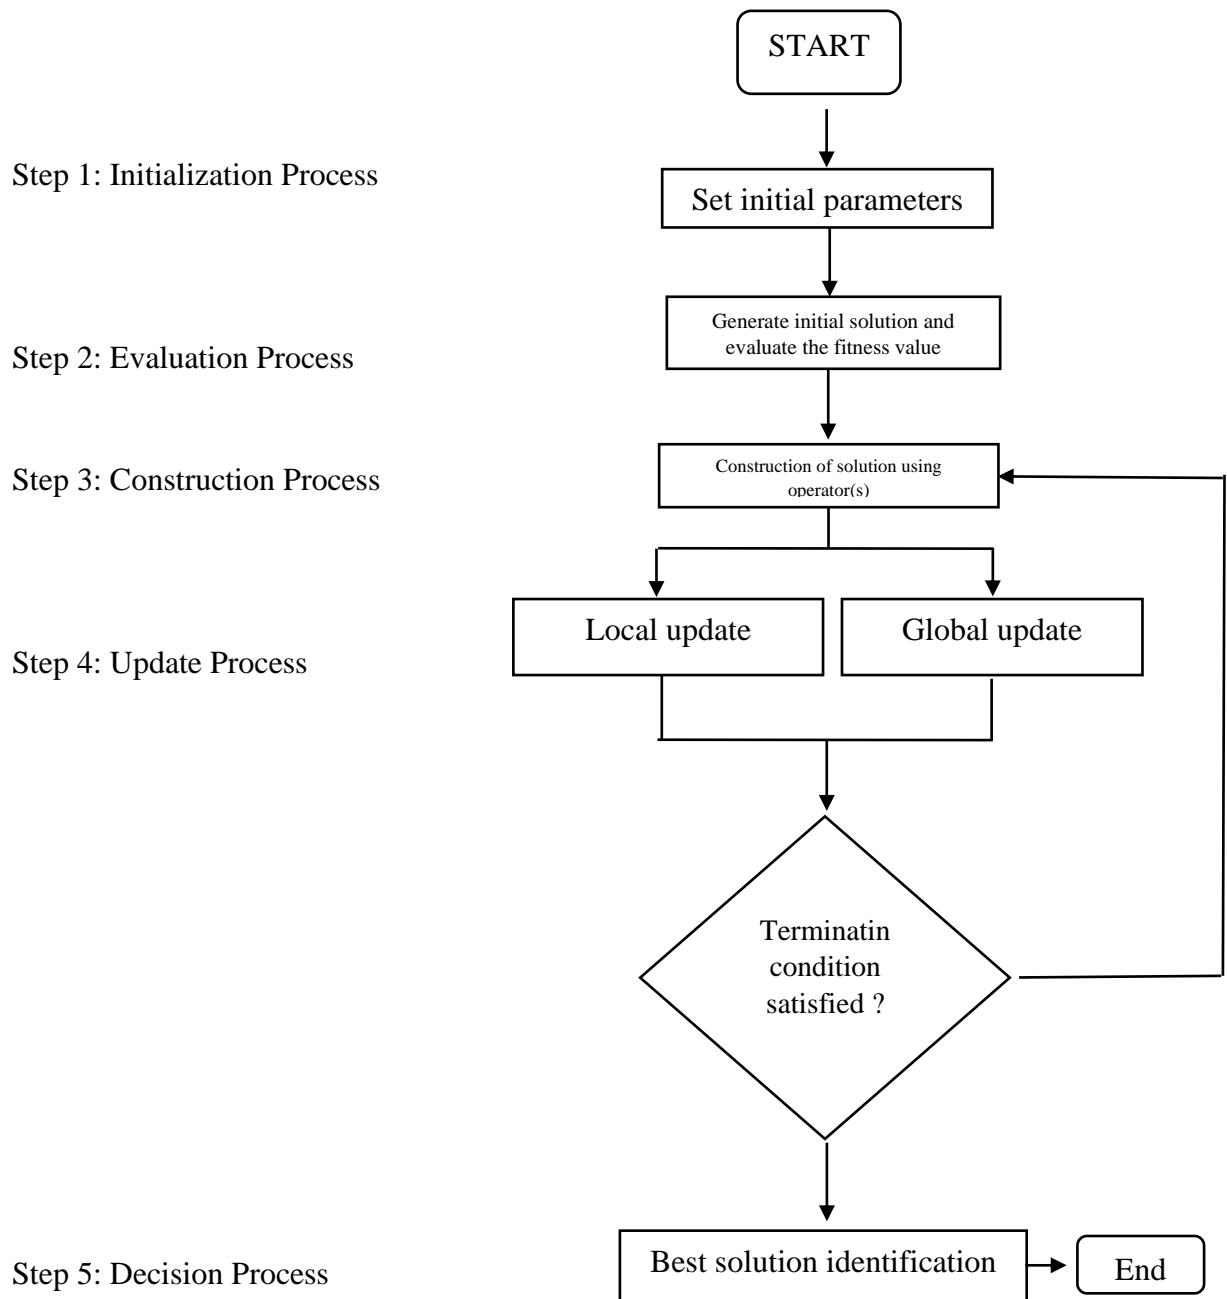 START
Step 1: Initialization Process
Set initial parameters
Generate initial solution and
evaluate the fitness value
Step 2: Evaluation Process
Step 3: Construction Process
Construction of solution using
operator(s)
Local update
Global update
Step 4: Update Process
Terminatin
condition
satisfied ?
Step 5: Decision Process
Best solution identification
End